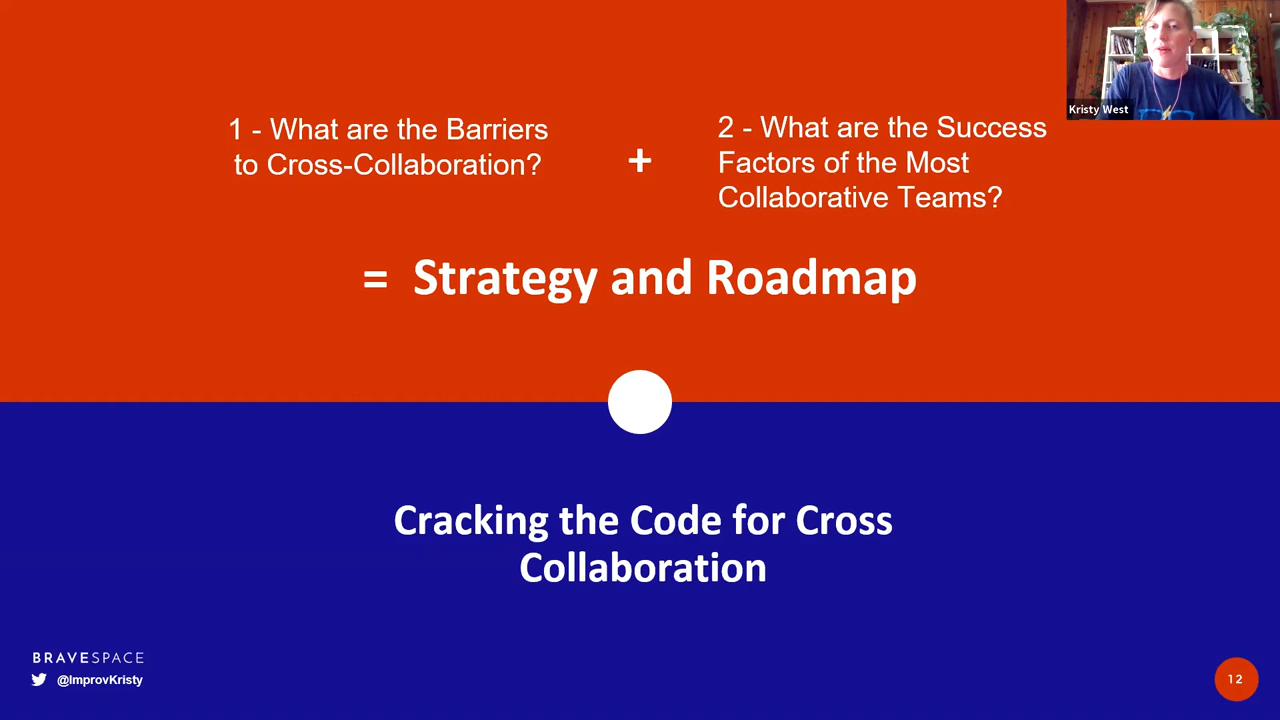 1 - What are the Barriers
to Cross-Collaboration?
+
2 - What are the Success
Factors of the Most
Collaborative Teams?
= Strategy and Roadmap
Cracking the Code for Cross
Collaboration
BRAVESPACE
@ImprovKristy
12
Kristy West